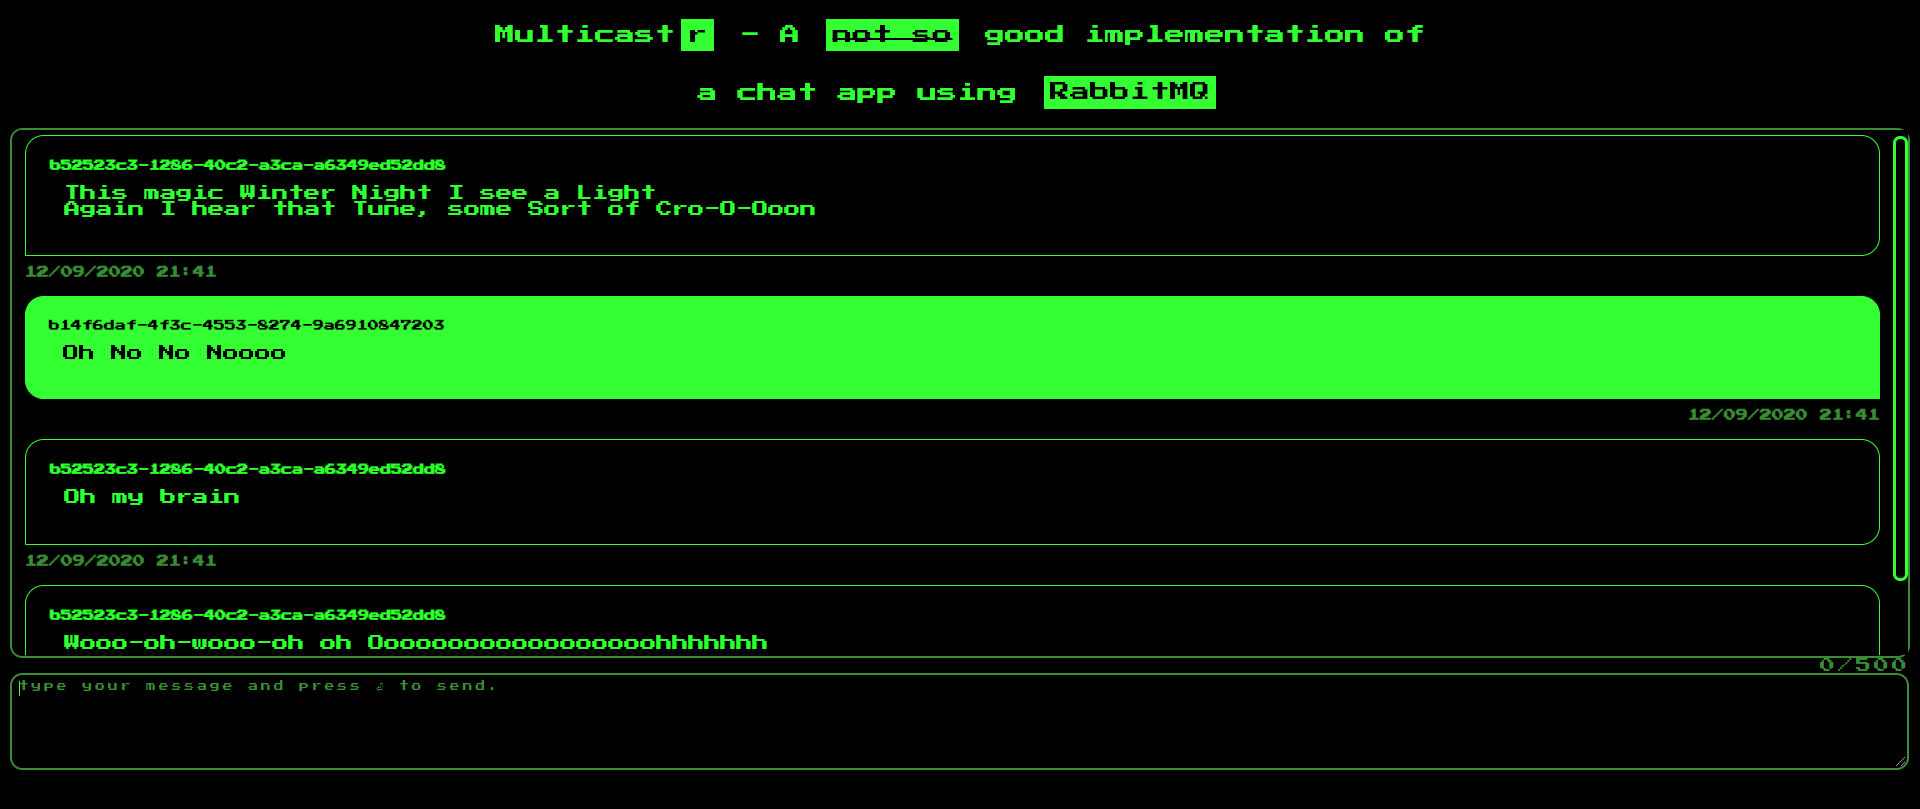 Multicastr - A not so good implementation of
a chat app using RabbitMQ
b52523c3-1286-40c2-a3ca-a6349ed52dd8
This magic Winter Night I see a Light
Again I hear that Tune, some Sort of Cro-O-Ooon
12/09/2020 21:41
b14f6daf-4f3c-4553-8274-9a6910847203
Oh No No Noooo
12/09/2020 21:41
b52523c3-1286-40c2-a3ca-a6349ed52dd8
Oh my brain
12/09/2020 21:41
b52523c3-1286-40c2-a3ca-a6349ed52dd8
Wooo-oh-wooo-oh oh Oooooooooooooooooohhhhhhh
0/500
type your message and press to send.